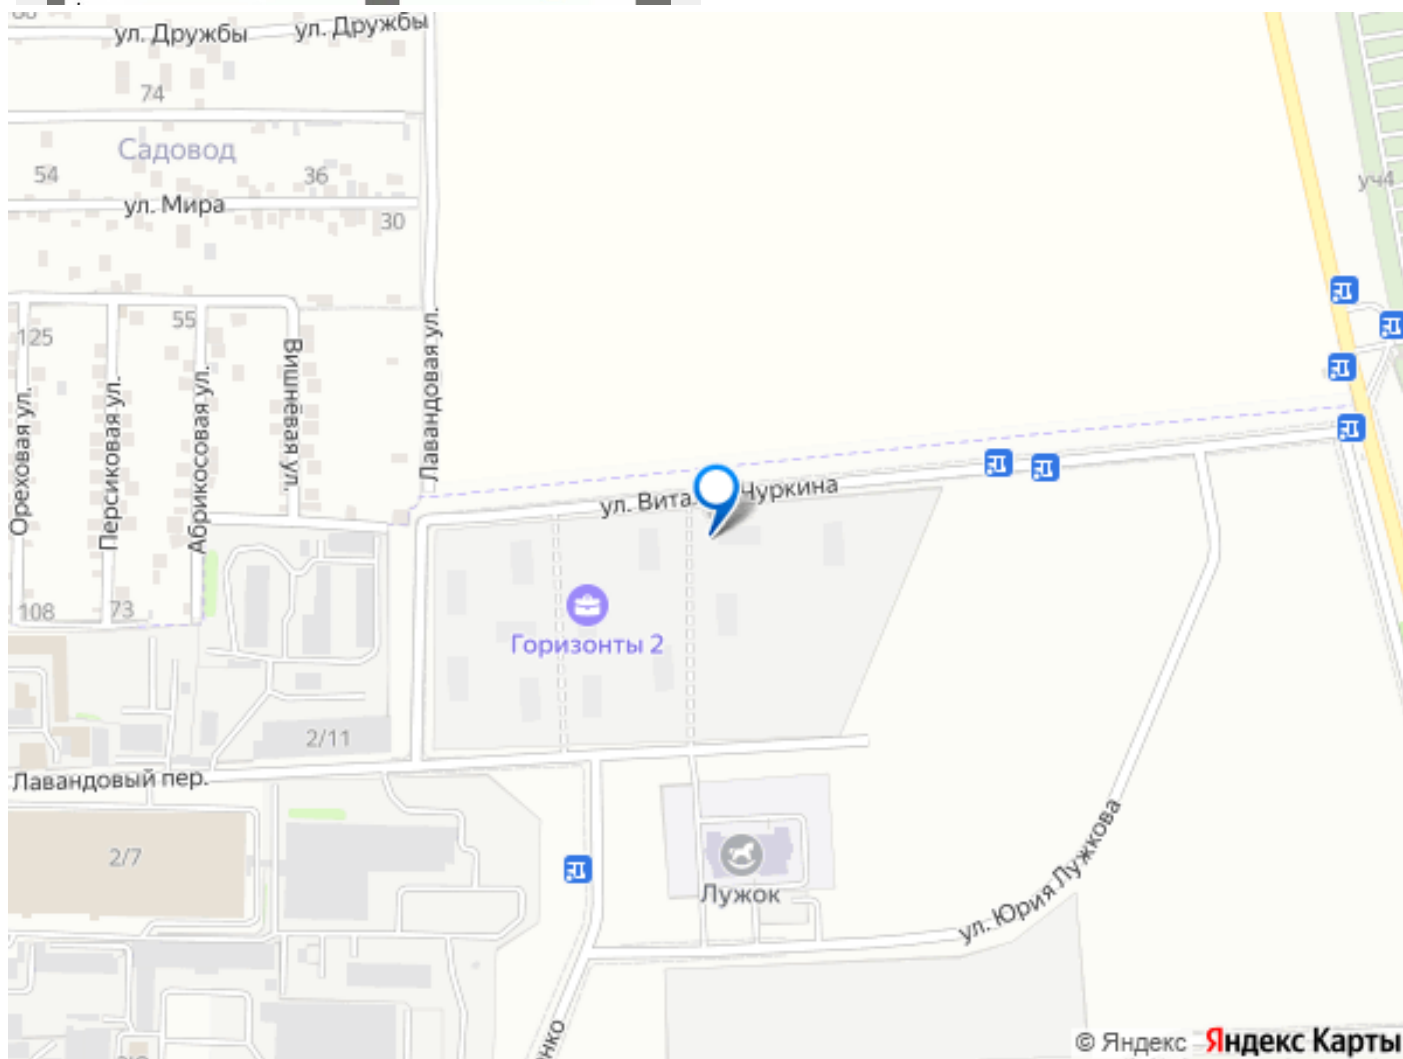 ул. Дружбы
ул. Дружбы
74
Садовод
54
36
уч4
ул. Мира
30
55
125
Вишнёвая ул.
Лавандовая ул.
Ореховая ул.
Персиковая ул.
Абрикосовая ул.
ул. Вита
Чуркина
108
73
Горизонты 2
2/11
Лавандовый пер.
2/7
Лужок
ул. Юрия Лужкова
нко
© Яндекс
Яндекс Карты